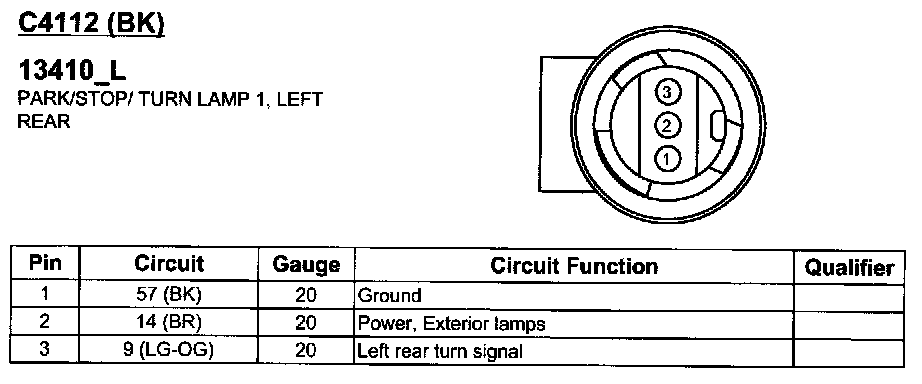 C4112 (BK)
13410_L
PARK/STOP/ TURN LAMP 1, LEFT
REAR
3
2
1
Pin Circuit Gauge Circuit Function Qualifier
1 57 (BK) 20 Ground
2 14 (BR) 20 Power, Exterior lamps
3 9 (LG-OG) 20 Left rear turn signal